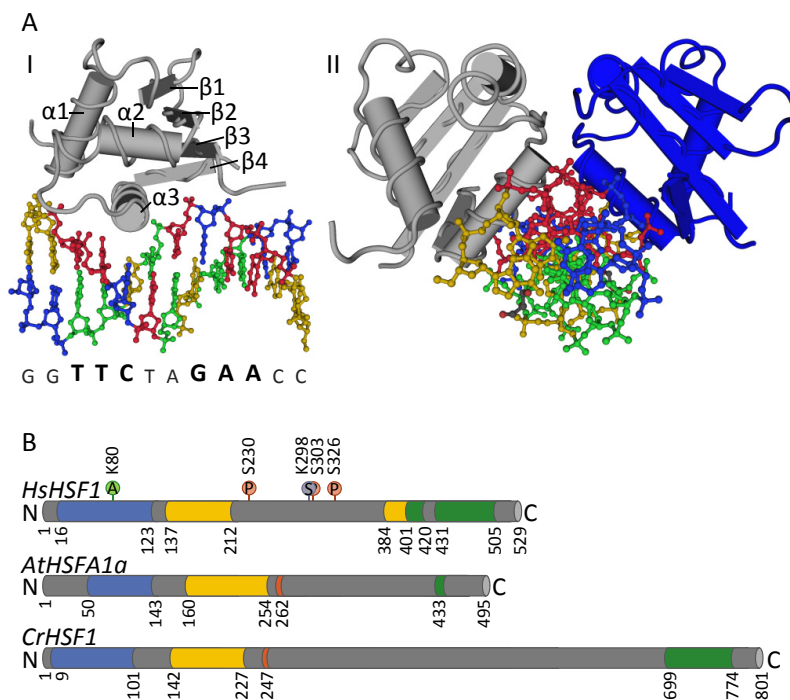 A
I
II
β1
α1
α2
β2
β3
β4
α3
G G T T C T A G A A C C
B
K80
S230
K298
S303
S326
A
P
S
P
HsHSF1
N
C
1
16
123
137
212
384
401
420
431
505
529
AtHSFA1a
N
C
1
50
143
160
254
262
433
495
CrHSF1
N
C
1
9
101
142
227
247
699
774
801